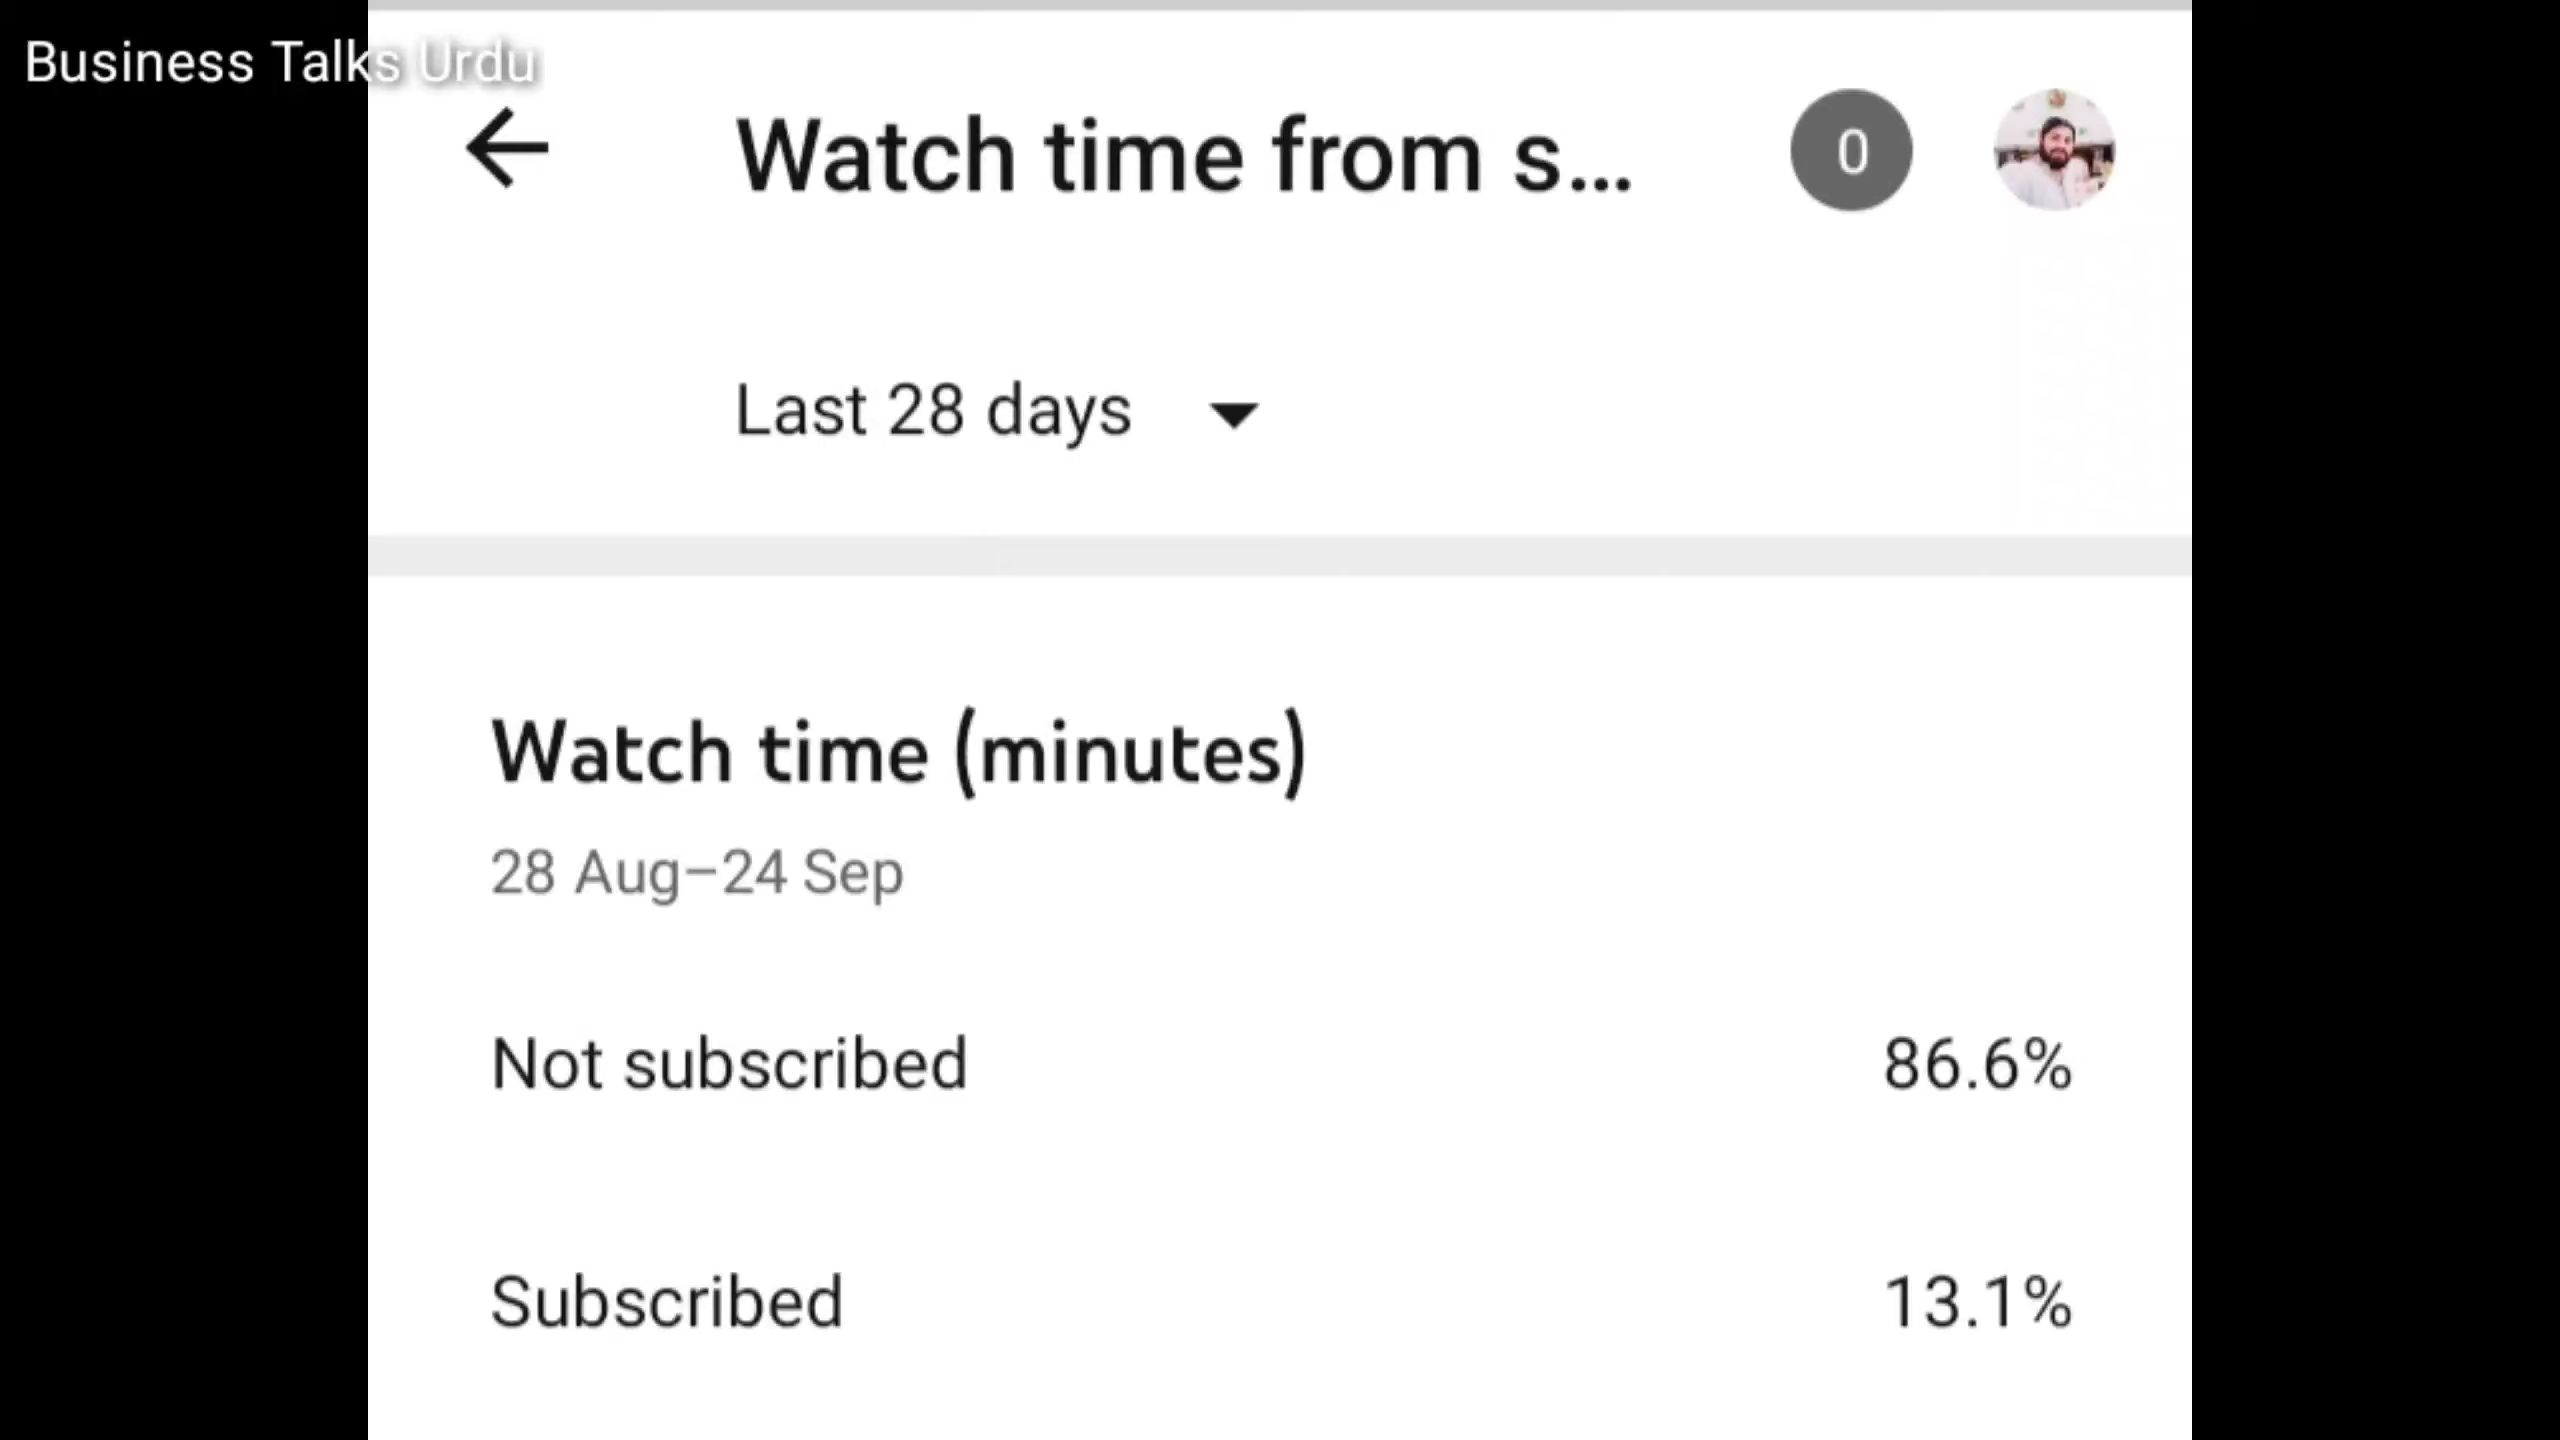 Business Talks Urdu
Watch time from s...
0
Last 28 days
Watch time (minutes)
28 Aug–24 Sep
Not subscribed 86.6%
Subscribed 13.1%